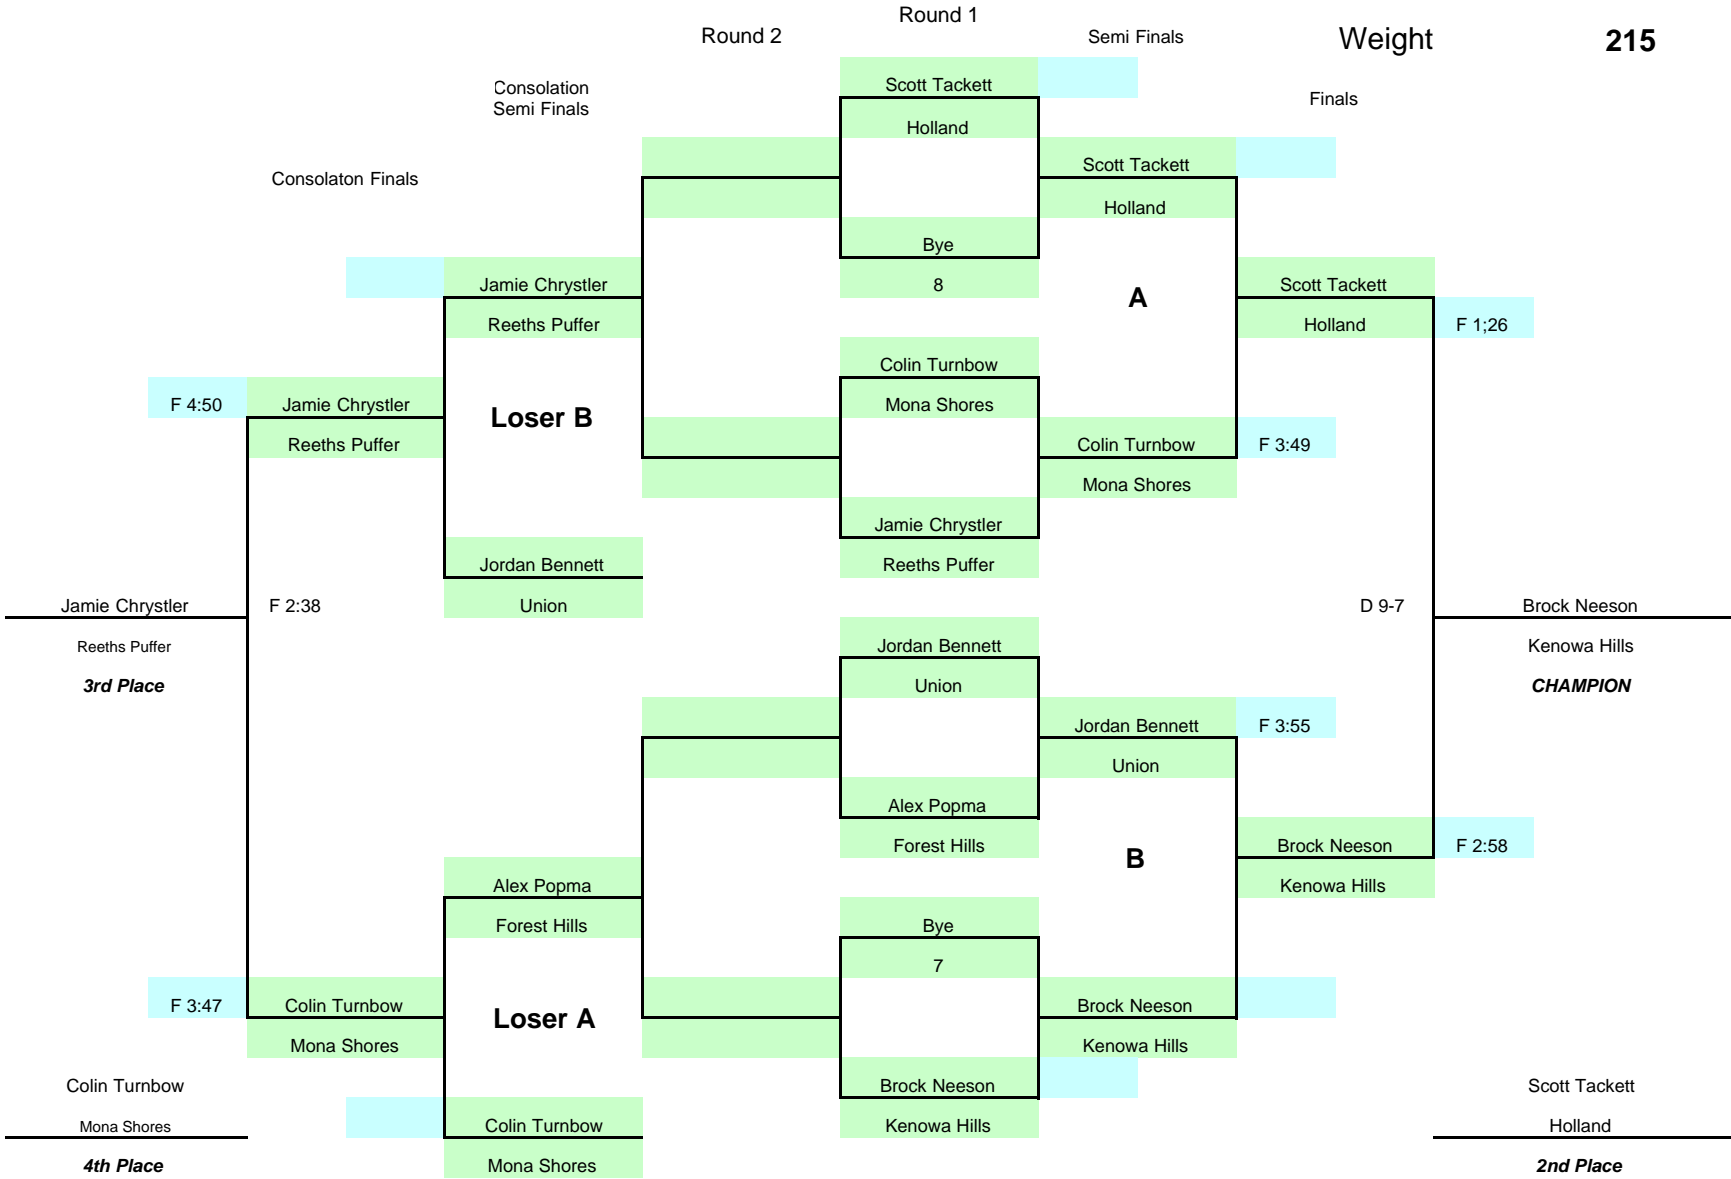 Round 1
Round 2
Semi Finals
Weight
215
Consolation
Semi Finals
Scott Tackett
Finals
Holland
Scott Tackett
Consolaton Finals
Holland
Bye
Jamie Chrystler
8
A
Scott Tackett
Reeths Puffer
Holland
F 1;26
Colin Turnbow
F 4:50
Jamie Chrystler
Loser B
Mona Shores
Reeths Puffer
Colin Turnbow
F 3:49
Mona Shores
Jamie Chrystler
Jordan Bennett
Reeths Puffer
Jamie Chrystler
F 2:38
Union
D 9-7
Brock Neeson
Reeths Puffer
Jordan Bennett
Kenowa Hills
3rd Place
Union
CHAMPION
Jordan Bennett
F 3:55
Union
Alex Popma
Forest Hills
B
Brock Neeson
F 2:58
Alex Popma
Kenowa Hills
Forest Hills
Bye
7
F 3:47
Colin Turnbow
Loser A
Brock Neeson
Mona Shores
Kenowa Hills
Colin Turnbow
Brock Neeson
Scott Tackett
Mona Shores
Colin Turnbow
Kenowa Hills
Holland
4th Place
Mona Shores
2nd Place